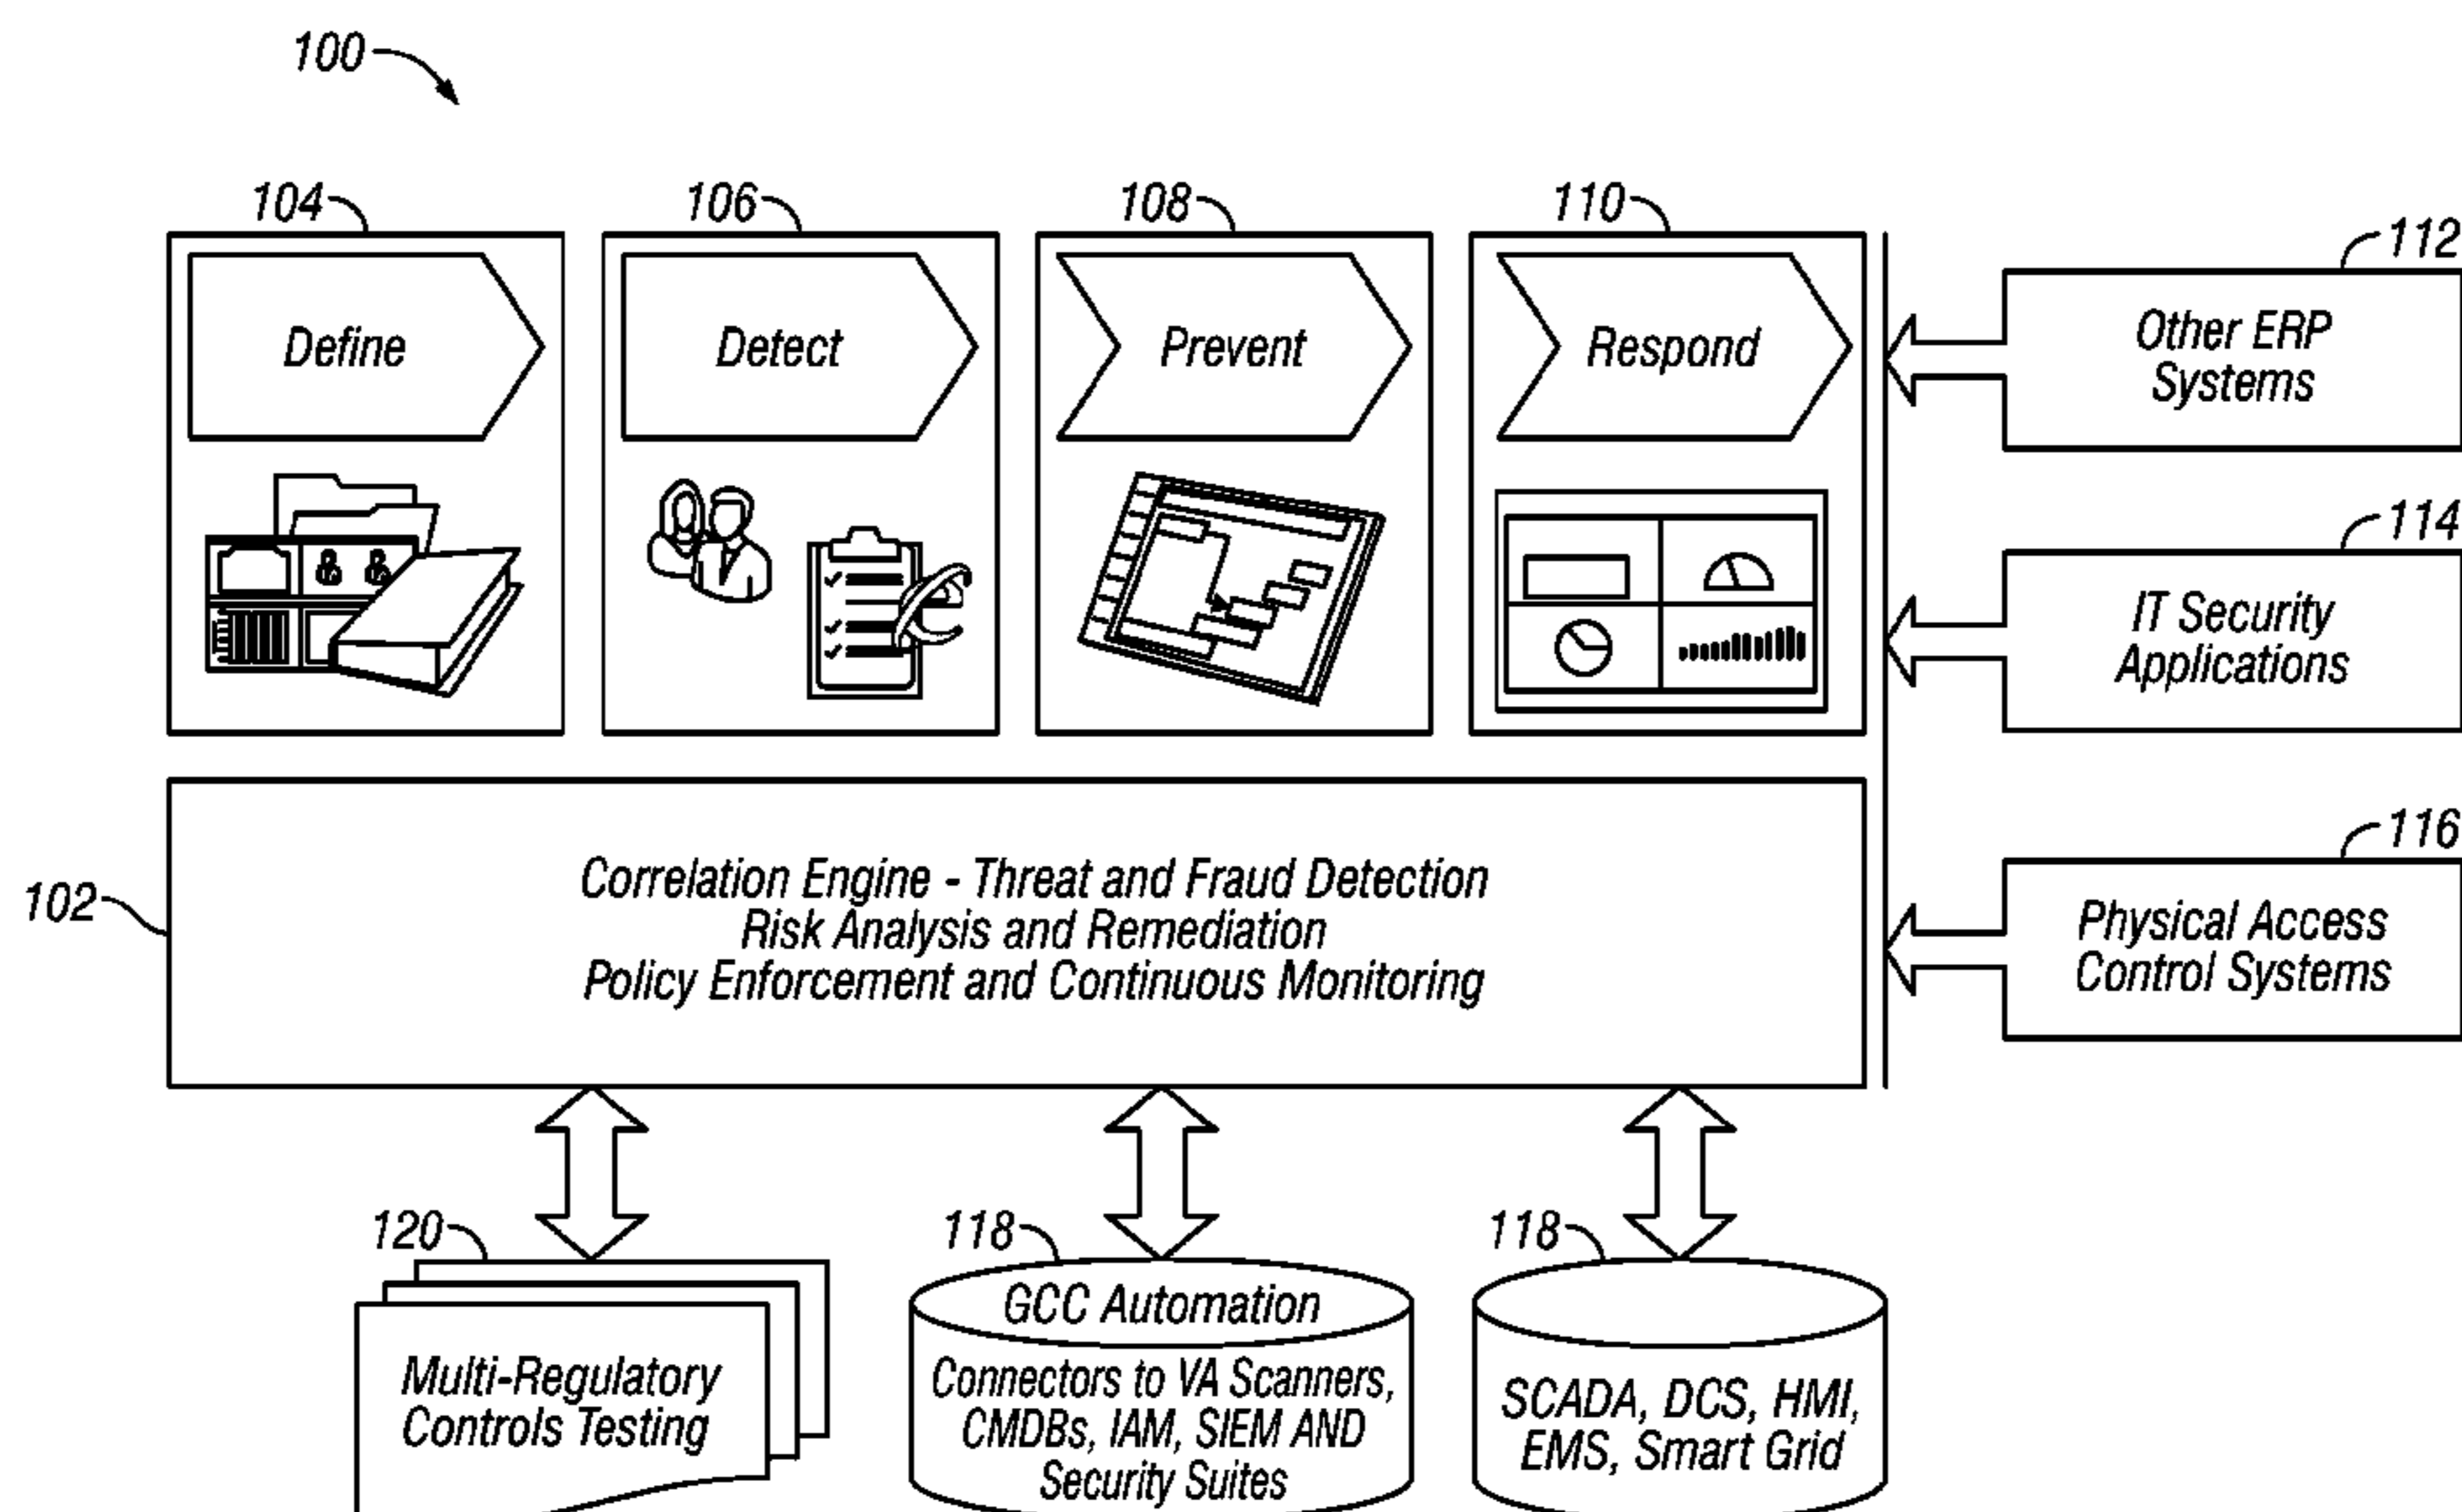 100
104
106
108
110
112
Define
Detect
Prevent
Respond
Other ERP
Systems
114
IT Security
Applications
116
Physical Access
Control Systems
102
Correlation Engine - Threat and Fraud Detection
Risk Analysis and Remediation
Policy Enforcement and Continuous Monitoring
120
118
118
Multi-Regulatory
Controls Testing
GCC Automation
Connectors to VA Scanners,
CMDBs, IAM, SIEM AND
Security Suites
SCADA, DCS, HMI,
EMS, Smart Grid